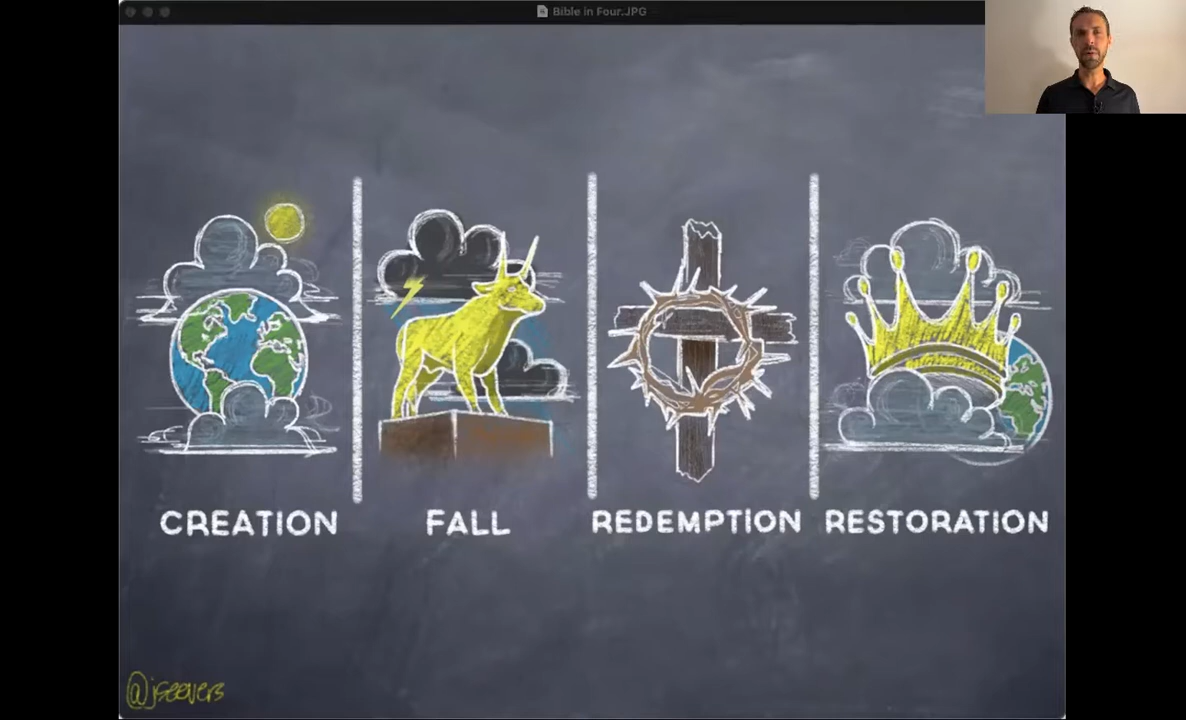 Bible in Four.JPG
CREATION
FALL
REDEMPTION
RESTORATION
@jseevers